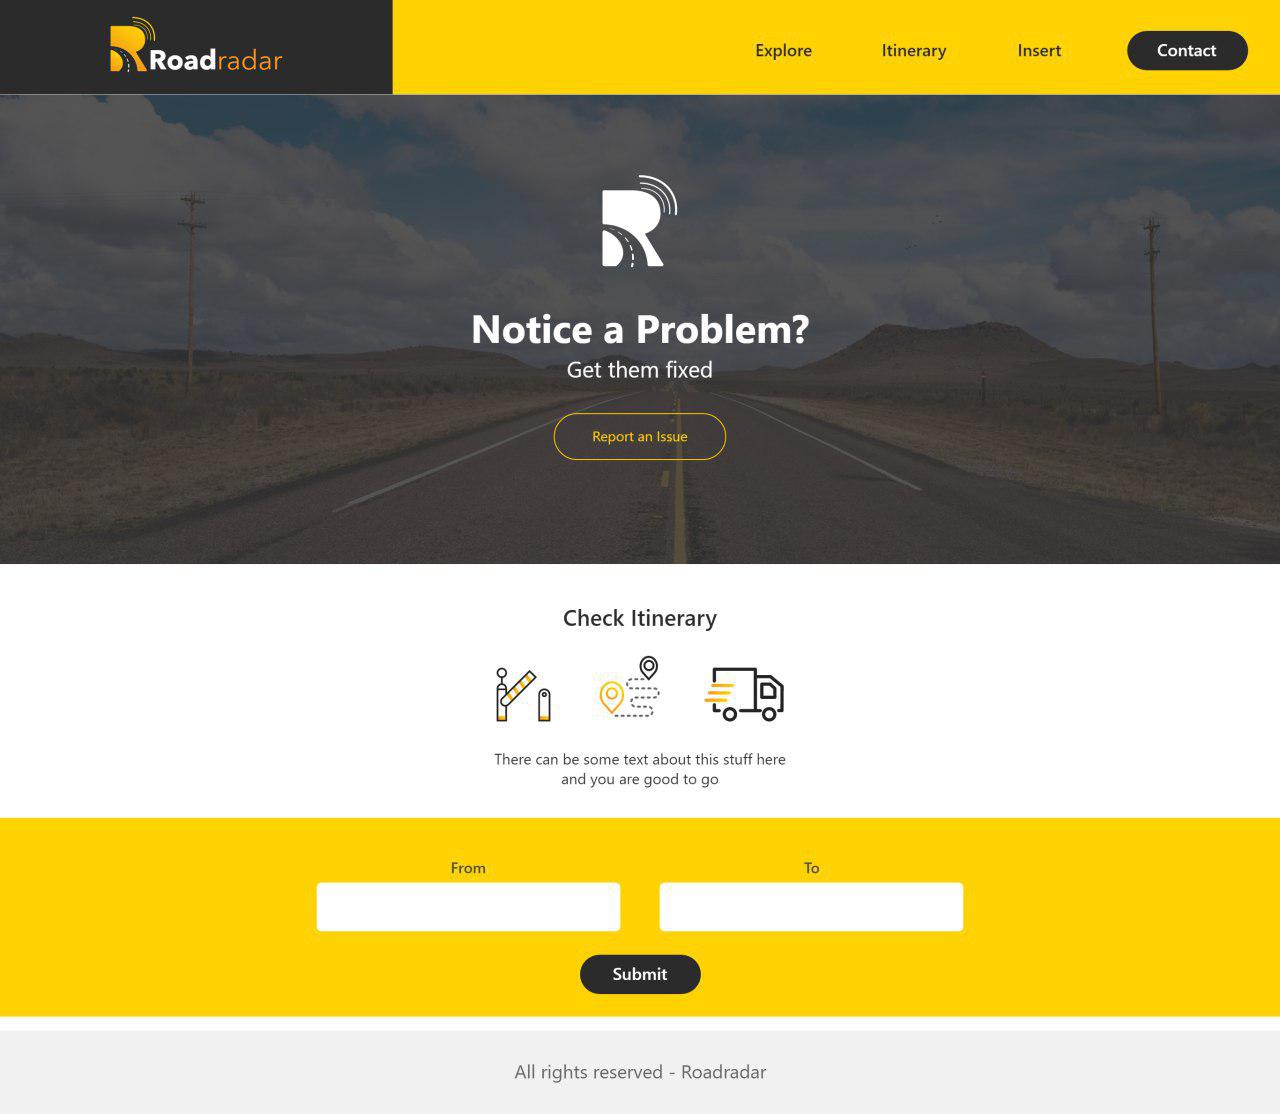 Roadradar
Explore
Itinerary
Insert
Contact
Notice a Problem?
Get them fixed
Report an Issue
Check Itinerary
There can be some text about this stuff here
and you are good to go
From
To
Submit
All rights reserved - Roadradar